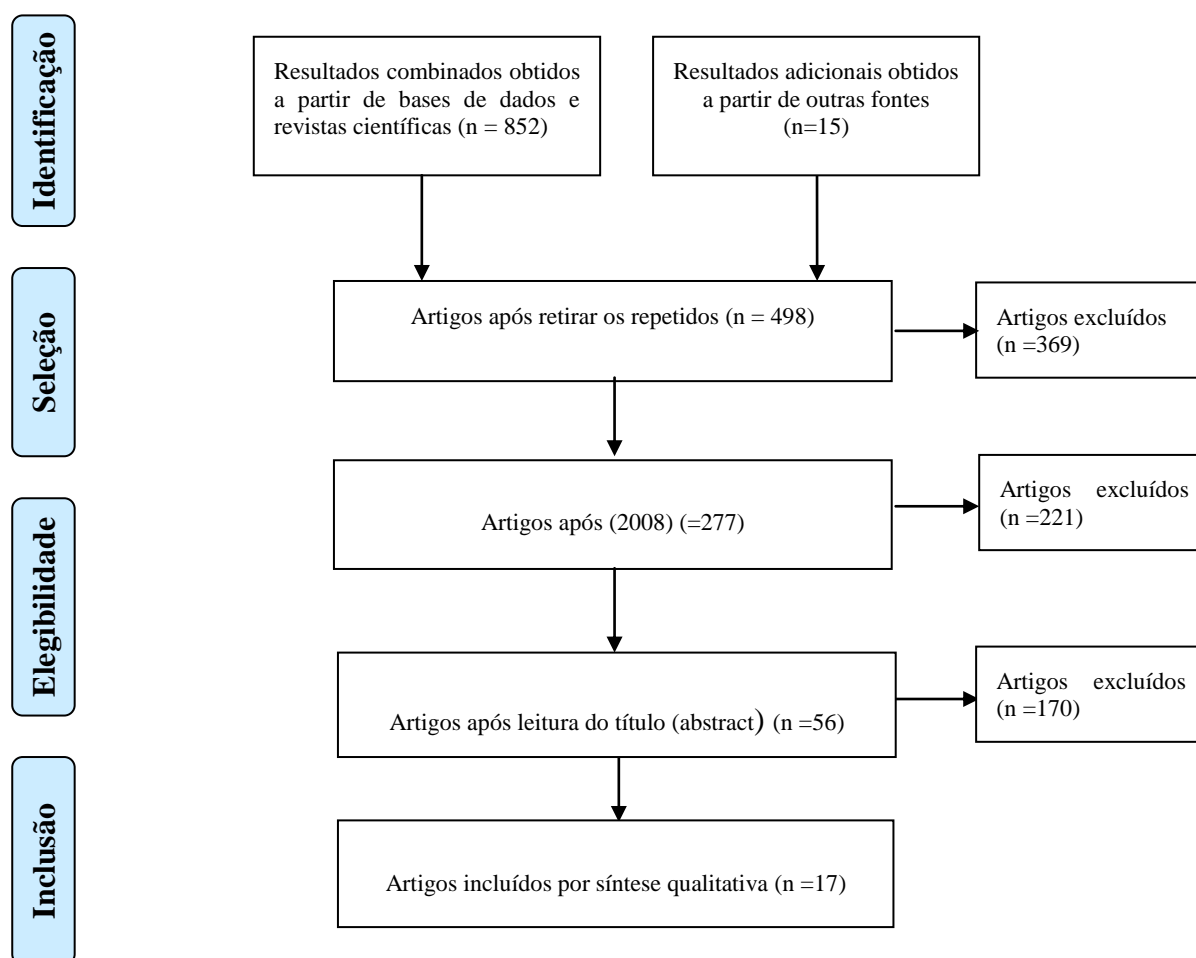 Identificação
Resultados combinados obtidos
a partir de bases de dados e
revistas científicas (n = 852)
Resultados adicionais obtidos
a partir de outras fontes
(n=15)
Seleção
Artigos após retirar os repetidos (n = 498)
Artigos excluídos
(n =369)
Elegibilidade
Artigos após (2008) (=277)
Artigos excluídos
(n =221)
Artigos após leitura do título (abstract) (n =56)
Artigos excluídos
(n =170)
Inclusão
Artigos incluídos por síntese qualitativa (n =17)